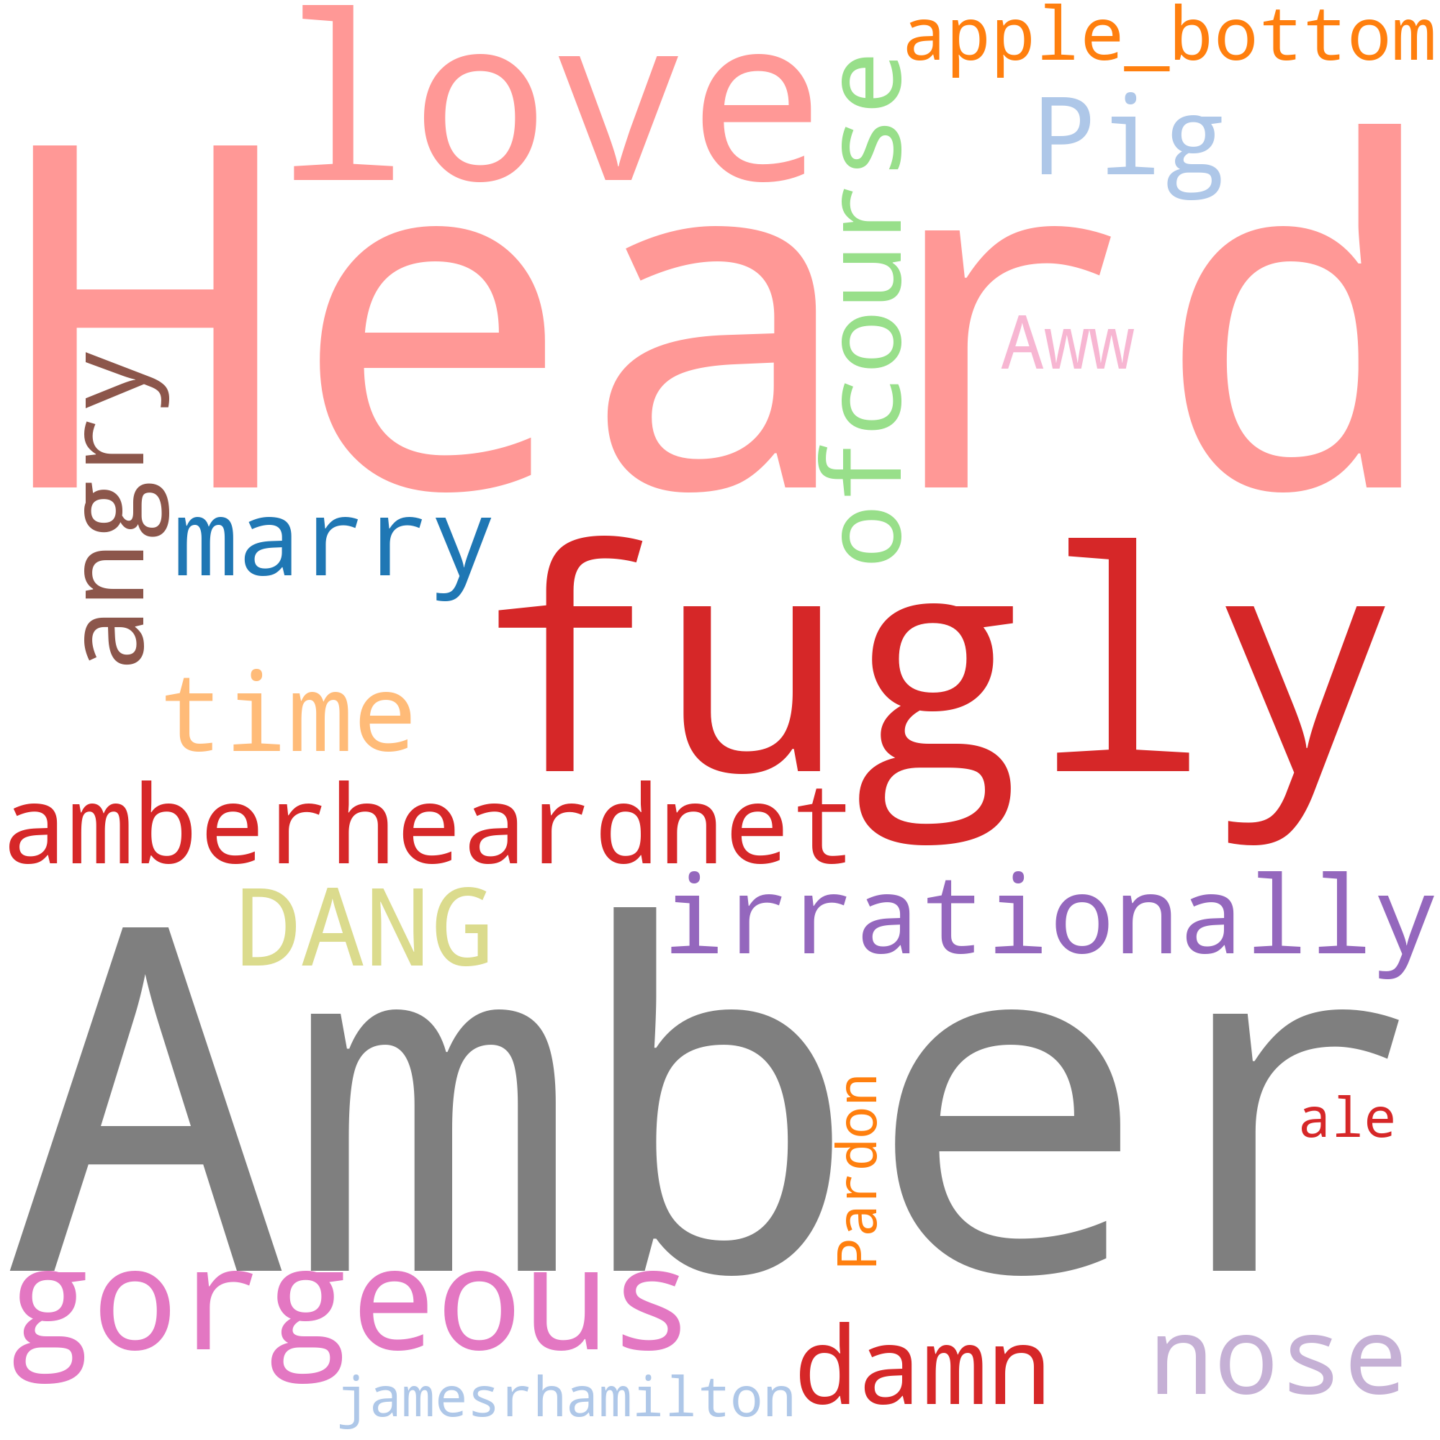 apple_bottom
love
Pig
ofcourse
Heard
Aww
angry
marry
fugly
time
amberheardnet
DANG
irrationally
Amber
Pardon
ale
gorgeous
damn
nose
jamesrhamilton